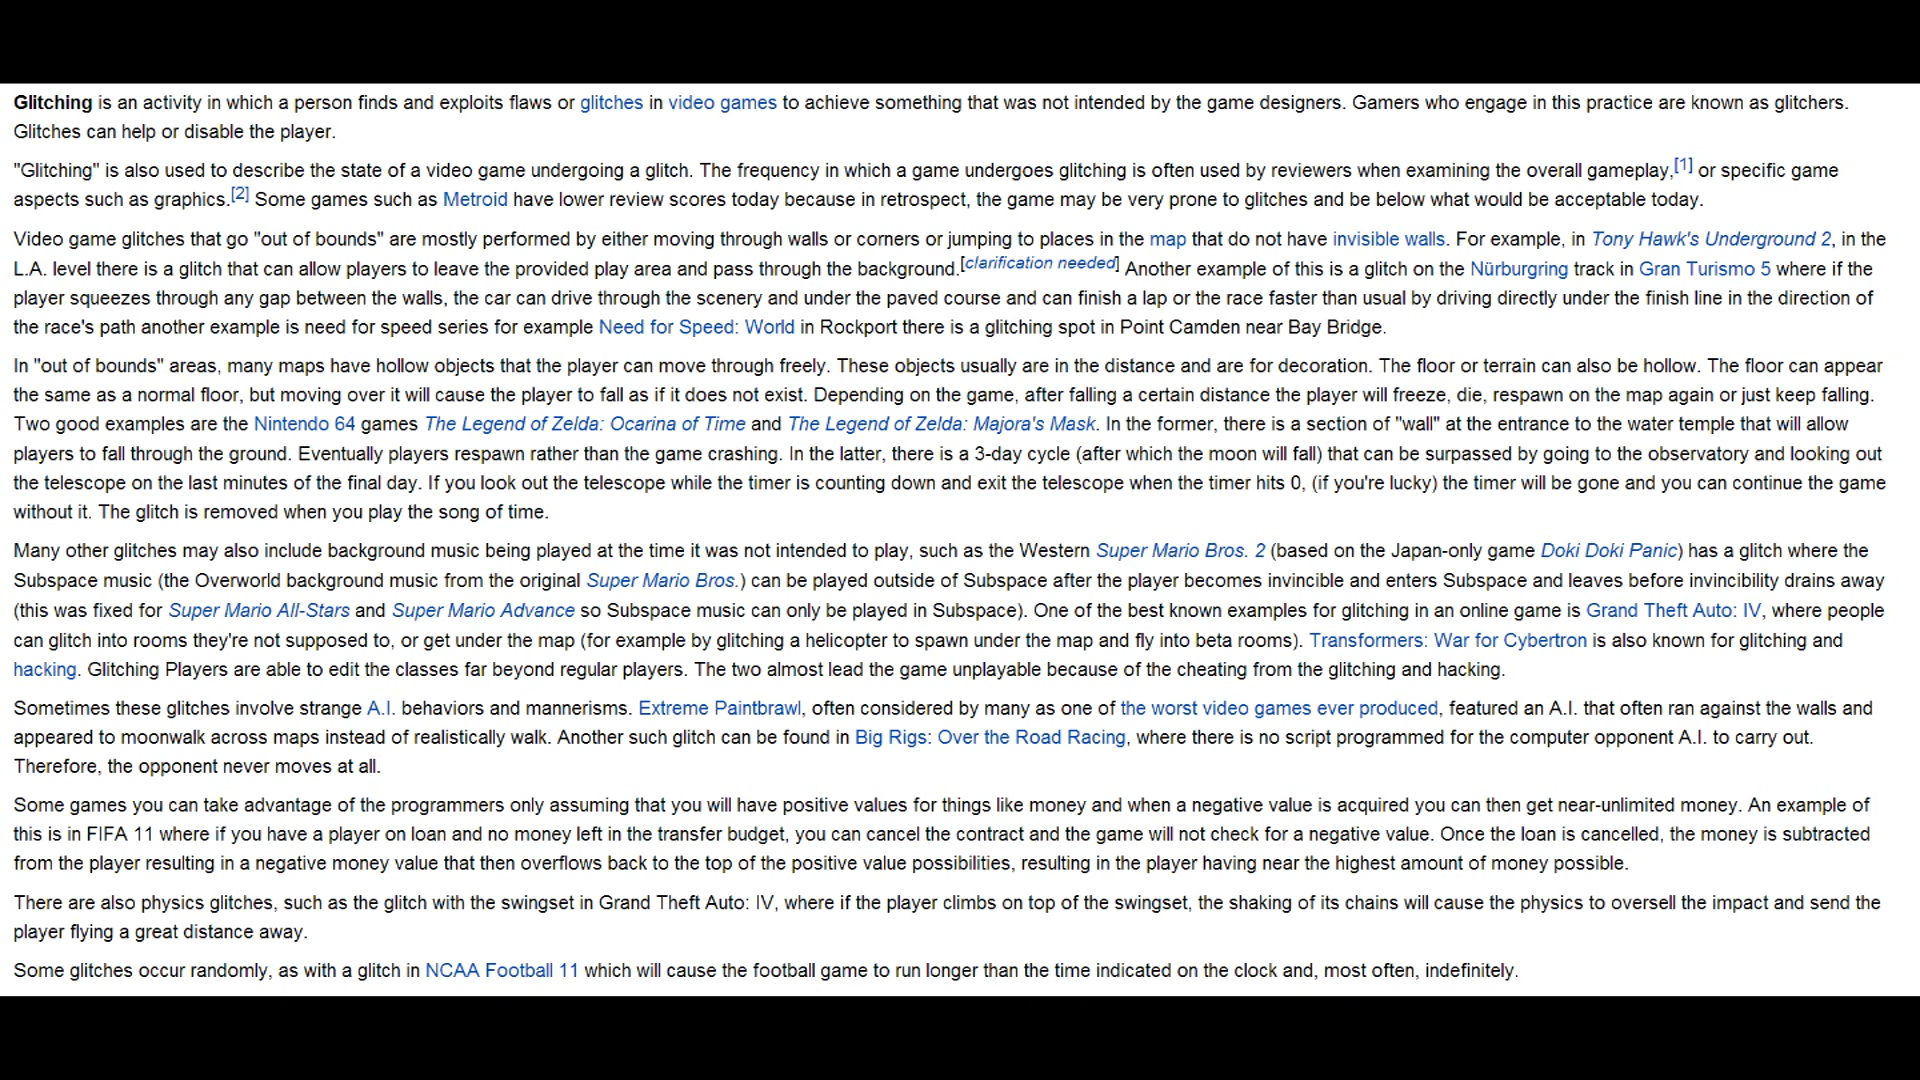 Glitching is an activity in which a person finds and exploits flaws or glitches in video games to achieve something that was not intended by the game designers. Gamers who engage in this practice are known as glitchers.
Glitches can help or disable the player.
"Glitching" is also used to describe the state of a video game undergoing a glitch. The frequency in which a game undergoes glitching is often used by reviewers when examining the overall gameplay,[1] or specific game
aspects such as graphics.[2] Some games such as Metroid have lower review scores today because in retrospect, the game may be very prone to glitches and be below what would be acceptable today.
Video game glitches that go "out of bounds" are mostly performed by either moving through walls or corners or jumping to places in the map that do not have invisible walls. For example, in Tony Hawk's Underground 2, in the
L.A. level there is a glitch that can allow players to leave the provided play area and pass through the background.[clarification needed] Another example of this is a glitch on the Nürburgring track in Gran Turismo 5 where if the
player squeezes through any gap between the walls, the car can drive through the scenery and under the paved course and can finish a lap or the race faster than usual by driving directly under the finish line in the direction of
the race's path another example is need for speed series for example Need for Speed: World in Rockport there is a glitching spot in Point Camden near Bay Bridge.
In "out of bounds" areas, many maps have hollow objects that the player can move through freely. These objects usually are in the distance and are for decoration. The floor or terrain can also be hollow. The floor can appear
the same as a normal floor, but moving over it will cause the player to fall as if it does not exist. Depending on the game, after falling a certain distance the player will freeze, die, respawn on the map again or just keep falling.
Two good examples are the Nintendo 64 games The Legend of Zelda: Ocarina of Time and The Legend of Zelda: Majora's Mask. In the former, there is a section of "wall" at the entrance to the water temple that will allow
players to fall through the ground. Eventually players respawn rather than the game crashing. In the latter, there is a 3-day cycle (after which the moon will fall) that can be surpassed by going to the observatory and looking out
the telescope on the last minutes of the final day. If you look out the telescope while the timer is counting down and exit the telescope when the timer hits 0, (if you're lucky) the timer will be gone and you can continue the game
without it. The glitch is removed when you play the song of time.
Many other glitches may also include background music being played at the time it was not intended to play, such as the Western Super Mario Bros. 2 (based on the Japan-only game Doki Doki Panic) has a glitch where the
Subspace music (the Overworld background music from the original Super Mario Bros.) can be played outside of Subspace after the player becomes invincible and enters Subspace and leaves before invincibility drains away
(this was fixed for Super Mario All-Stars and Super Mario Advance so Subspace music can only be played in Subspace). One of the best known examples for glitching in an online game is Grand Theft Auto: IV, where people
can glitch into rooms they're not supposed to, or get under the map (for example by glitching a helicopter to spawn under the map and fly into beta rooms). Transformers: War for Cybertron is also known for glitching and
hacking. Glitching Players are able to edit the classes far beyond regular players. The two almost lead the game unplayable because of the cheating from the glitching and hacking.
Sometimes these glitches involve strange A.I. behaviors and mannerisms. Extreme Paintbrawl, often considered by many as one of the worst video games ever produced, featured an A.I. that often ran against the walls and
appeared to moonwalk across maps instead of realistically walk. Another such glitch can be found in Big Rigs: Over the Road Racing, where there is no script programmed for the computer opponent A.I. to carry out.
Therefore, the opponent never moves at all.
Some games you can take advantage of the programmers only assuming that you will have positive values for things like money and when a negative value is acquired you can then get near-unlimited money. An example of
this is in FIFA 11 where if you have a player on loan and no money left in the transfer budget, you can cancel the contract and the game will not check for a negative value. Once the loan is cancelled, the money is subtracted
from the player resulting in a negative money value that then overflows back to the top of the positive value possibilities, resulting in the player having near the highest amount of money possible.
There are also physics glitches, such as the glitch with the swingset in Grand Theft Auto: IV, where if the player climbs on top of the swingset, the shaking of its chains will cause the physics to oversell the impact and send the
player flying a great distance away.
Some glitches occur randomly, as with a glitch in NCAA Football 11 which will cause the football game to run longer than the time indicated on the clock and, most often, indefinitely.